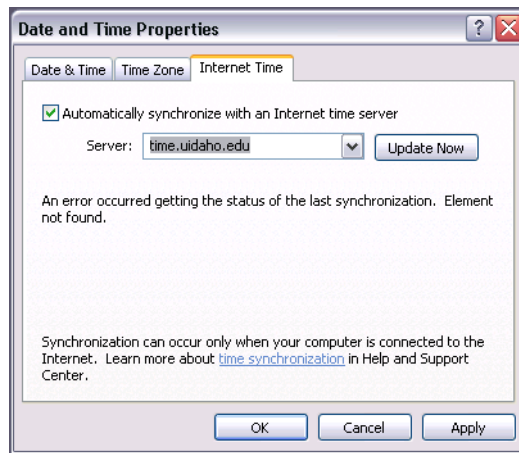 Date and Time Properties
Date & Time Time Zone Internet Time
Automatically synchronize with an Internet time server
Server: time.uidaho.edu Update Now
An error occurred getting the status of the last synchronization. Element
not found.
Synchronization can occur only when your computer is connected to the
Internet. Learn more about time synchronization in Help and Support
Center.
OK Cancel Apply